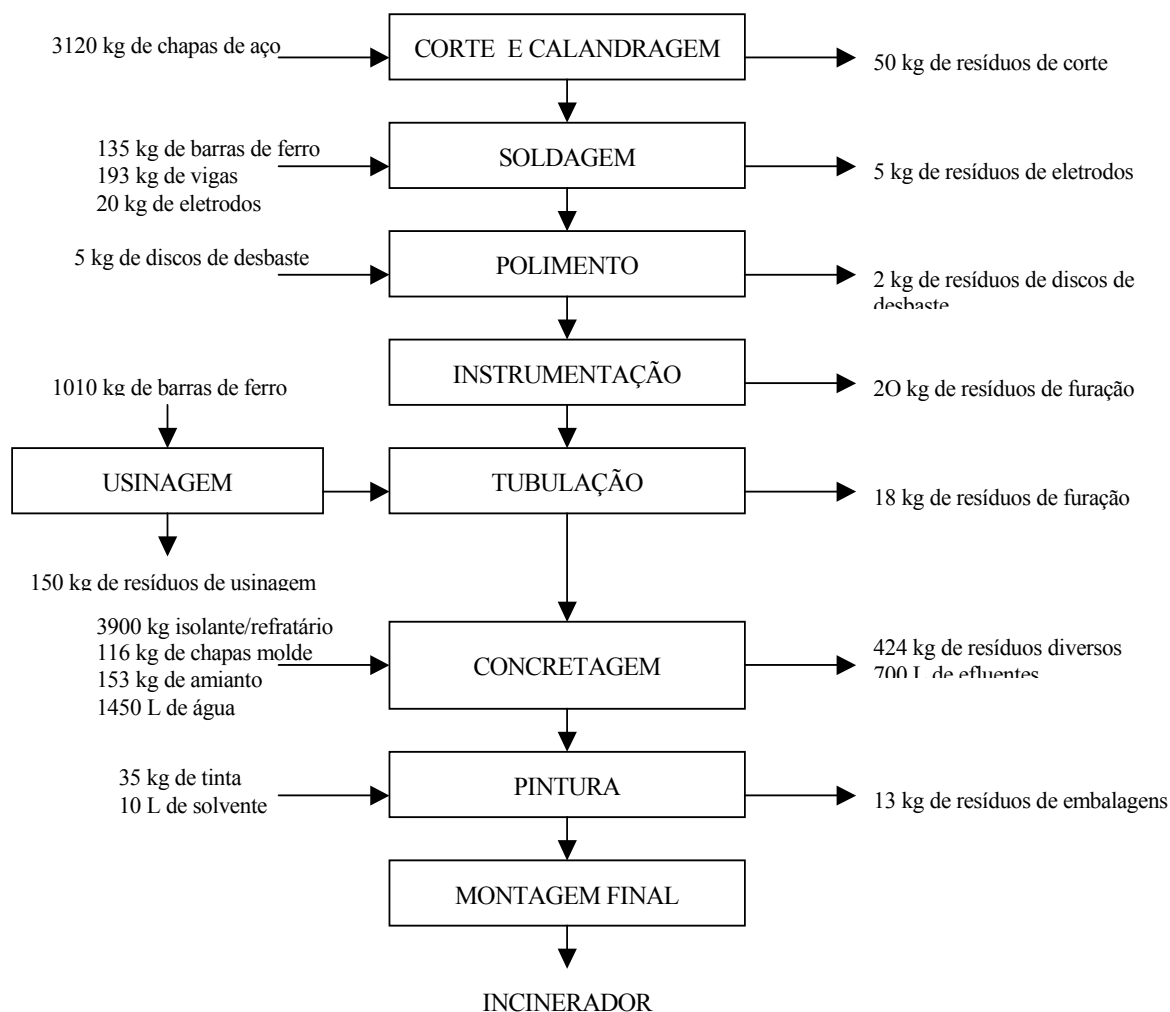 3120 kg de chapas de aço
CORTE E CALANDRAGEM
50 kg de resíduos de corte
135 kg de barras de ferro
193 kg de vigas
20 kg de eletrodos
SOLDAGEM
5 kg de resíduos de eletrodos
5 kg de discos de desbaste
POLIMENTO
2 kg de resíduos de discos de
desbaste
INSTRUMENTAÇÃO
2O kg de resíduos de furação
1010 kg de barras de ferro
USINAGEM
TUBULAÇÃO
18 kg de resíduos de furação
150 kg de resíduos de usinagem
3900 kg isolante/refratário
116 kg de chapas molde
153 kg de amianto
1450 L de água
CONCRETAGEM
424 kg de resíduos diversos
700 L de efluentes
35 kg de tinta
10 L de solvente
PINTURA
13 kg de resíduos de embalagens
MONTAGEM FINAL
INCINERADOR